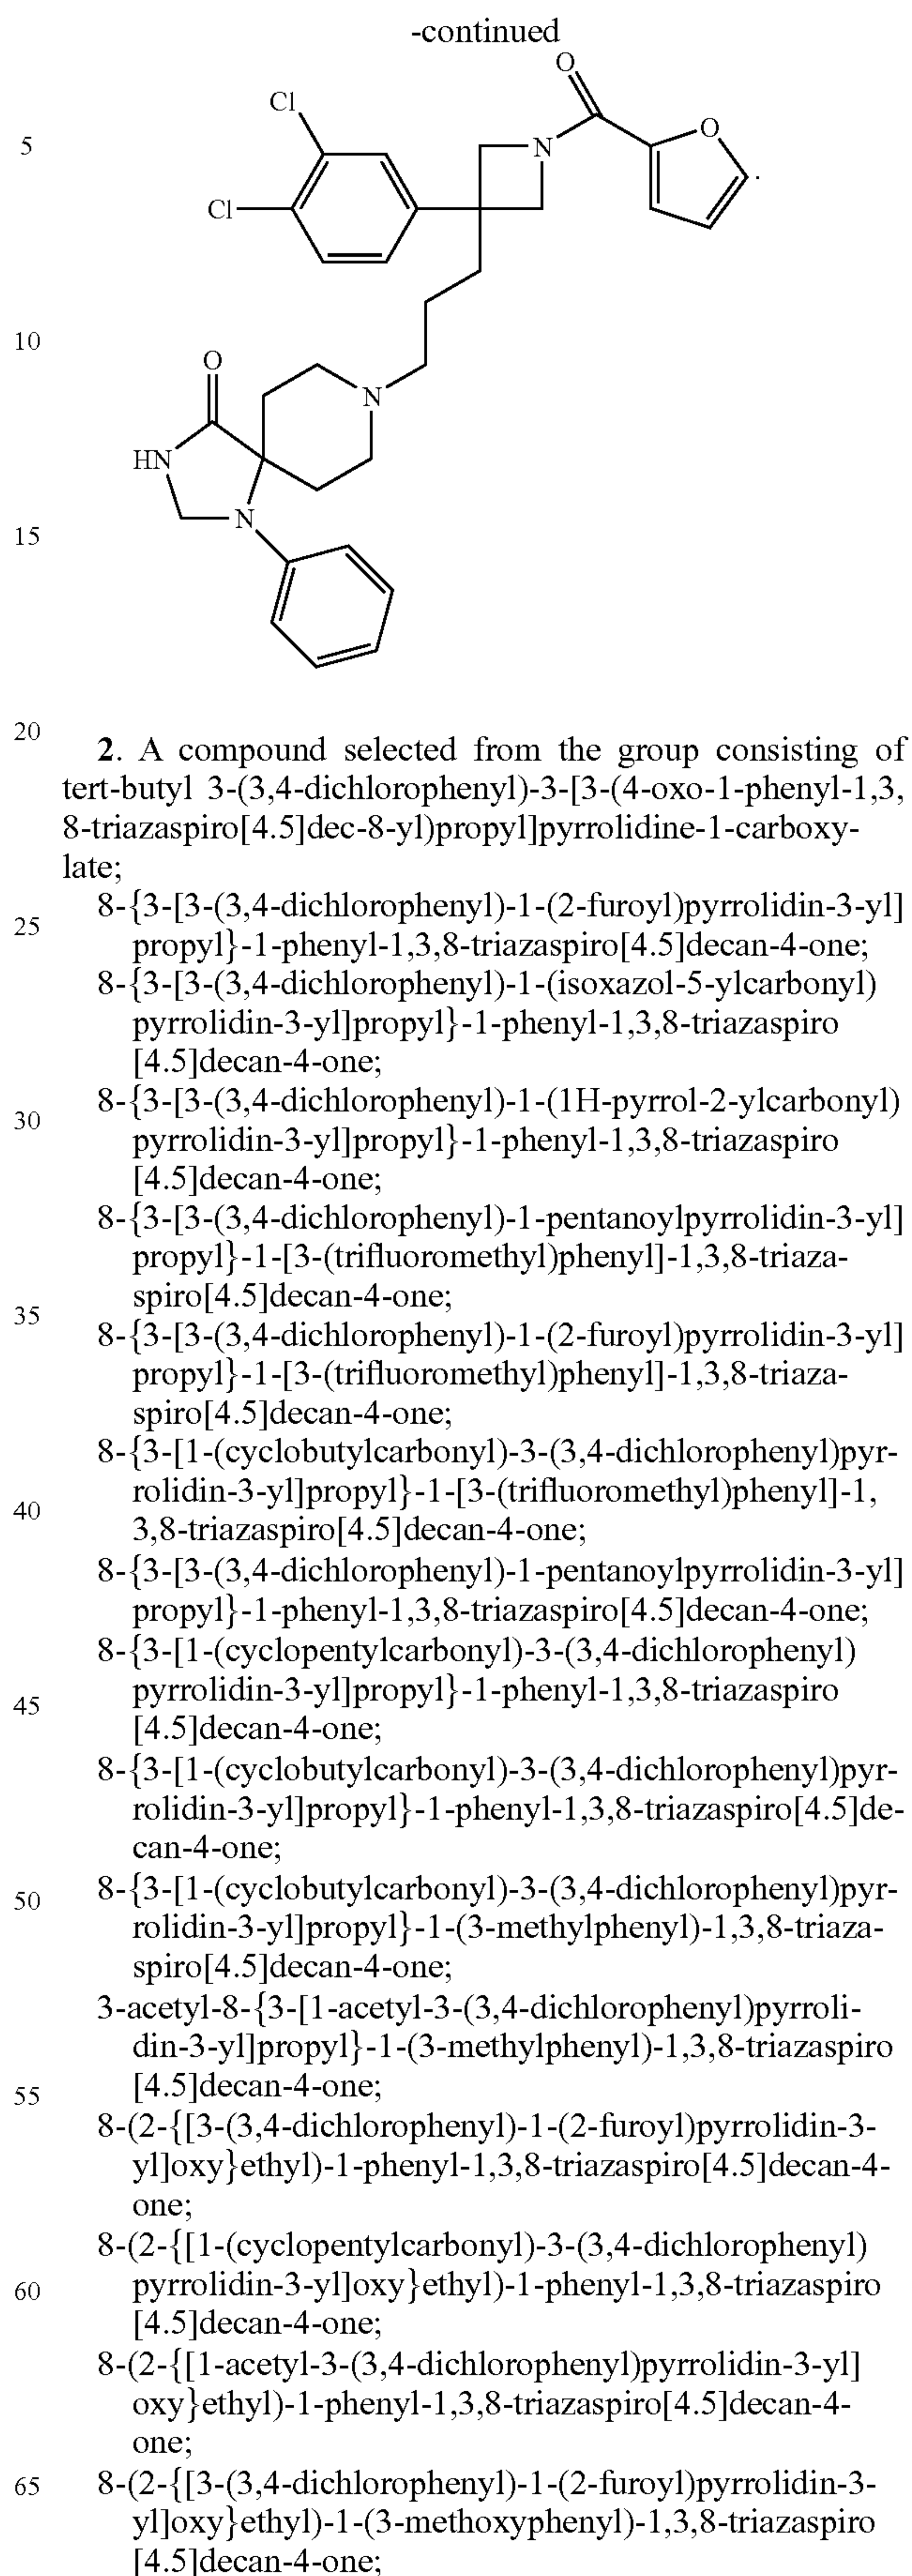 -continued
O
Cl
5
N
O
.
Cl
10
O
N
HN
N
15
20
2. A compound selected from the group consisting of
tert-butyl 3-(3,4-dichlorophenyl)-3-[3-(4-oxo-1-phenyl-1,3,
8-triazaspiro[4.5]dec-8-yl)propyl]pyrrolidine-1-carboxy-
late;
8-{3-[3-(3,4-dichlorophenyl)-1-(2-furoyl)pyrrolidin-3-yl]
25
propyl}-1-phenyl-1,3,8-triazaspiro[4.5]decan-4-one;
8-{3-[3-(3,4-dichlorophenyl)-1-(isoxazol-5-ylcarbonyl)
pyrrolidin-3-yl]propyl}-1-phenyl-1,3,8-triazaspiro
[4.5]decan-4-one;
8-{3-[3-(3,4-dichlorophenyl)-1-(1H-pyrrol-2-ylcarbonyl)
30
pyrrolidin-3-yl]propyl}-1-phenyl-1,3,8-triazaspiro
[4.5]decan-4-one;
8-{3-[3-(3,4-dichlorophenyl)-1-pentanoylpyrrolidin-3-yl]
propyl}-1-[3-(trifluoromethyl)phenyl]-1,3,8-triaza-
spiro[4.5]decan-4-one;
35
8-{3-[3-(3,4-dichlorophenyl)-1-(2-furoyl)pyrrolidin-3-yl]
propyl}-1-[3-(trifluoromethyl)phenyl]-1,3,8-triaza-
spiro[4.5]decan-4-one;
8-{3-[1-(cyclobutylcarbonyl)-3-(3,4-dichlorophenyl)pyr-
rolidin-3-yl]propyl}-1-[3-(trifluoromethyl)phenyl]-1,
40
3,8-triazaspiro[4.5]decan-4-one;
8-{3-[3-(3,4-dichlorophenyl)-1-pentanoylpyrrolidin-3-yl]
propyl}-1-phenyl-1,3,8-triazaspiro[4.5]decan-4-one;
8-{3-[1-(cyclopentylcarbonyl)-3-(3,4-dichlorophenyl)
pyrrolidin-3-yl]propyl}-1-phenyl-1,3,8-triazaspiro
45
[4.5]decan-4-one;
8-{3-[1-(cyclobutylcarbonyl)-3-(3,4-dichlorophenyl)pyr-
rolidin-3-yl]propyl}-1-phenyl-1,3,8-triazaspiro[4.5]de-
can-4-one;
8-{3-[1-(cyclobutylcarbonyl)-3-(3,4-dichlorophenyl)pyr-
50
rolidin-3-yl]propyl}-1-(3-methylphenyl)-1,3,8-triaza-
spiro[4.5]decan-4-one;
3-acetyl-8-{3-[1-acetyl-3-(3,4-dichlorophenyl)pyrroli-
din-3-yl]propyl}-1-(3-methylphenyl)-1,3,8-triazaspiro
[4.5]decan-4-one;
55
8-(2-{[3-(3,4-dichlorophenyl)-1-(2-furoyl)pyrrolidin-3-
yl]oxy}ethyl)-1-phenyl-1,3,8-triazaspiro[4.5]decan-4-
one;
8-(2-{[1-(cyclopentylcarbonyl)-3-(3,4-dichlorophenyl)
60
pyrrolidin-3-yl]oxy}ethyl)-1-phenyl-1,3,8-triazaspiro
[4.5]decan-4-one;
8-(2-{[1-acetyl-3-(3,4-dichlorophenyl)pyrrolidin-3-yl]
oxy}ethyl)-1-phenyl-1,3,8-triazaspiro[4.5]decan-4-
one;
65
8-(2-{[3-(3,4-dichlorophenyl)-1-(2-furoyl)pyrrolidin-3-
yl]oxy}ethyl)-1-(3-methoxyphenyl)-1,3,8-triazaspiro
[4.5]decan-4-one;